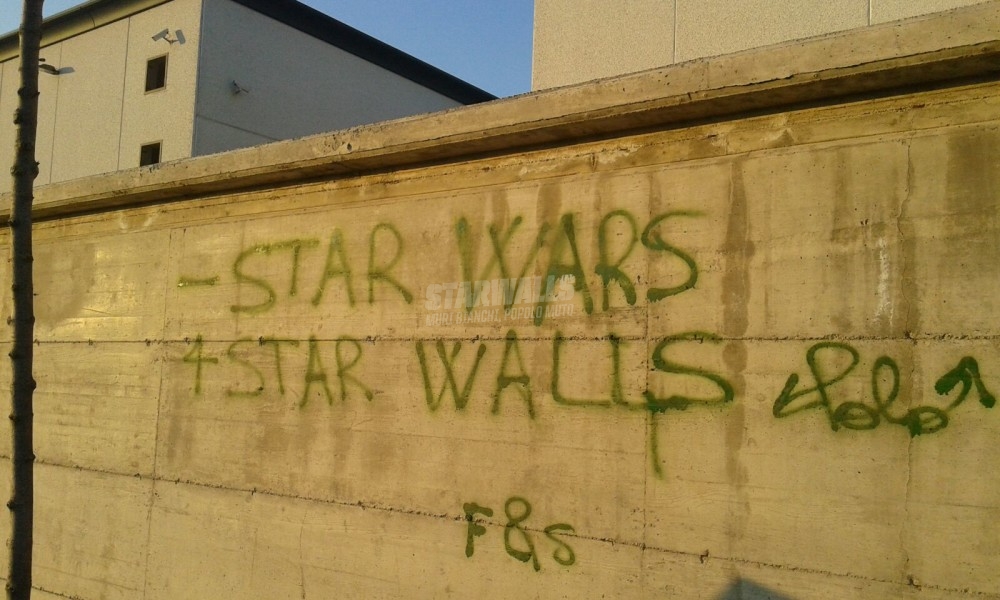 - STAR WARS
STARWALLS
MURI BIANCHI, POPOLO MUTO.
+ STAR WALLS
F & S